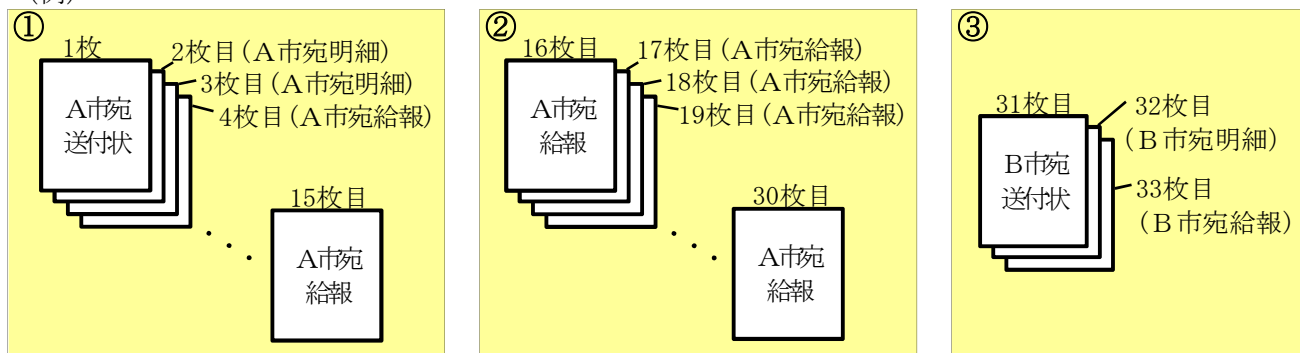 (例)
①
1枚
2枚目(A市宛明細)
3枚目(A市宛明細)
4枚目(A市宛給報)
A市宛
送付状
15枚目
A市宛
給報
②
16枚目
17枚目(A市宛給報)
18枚目(A市宛給報)
19枚目(A市宛給報)
A市宛
給報
30枚目
A市宛
給報
③
31枚目
32枚目
(B市宛明細)
B市宛
送付状
33枚目
(B市宛給報)